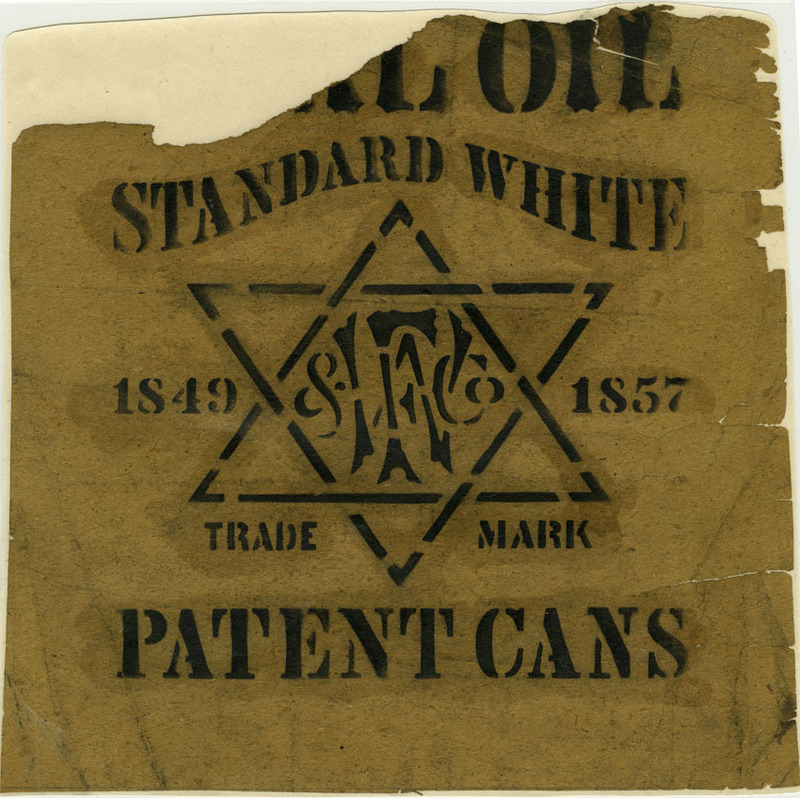 OIL
STANDARD WHITE
1849 1857
TRADE MARK
PATENT CANS